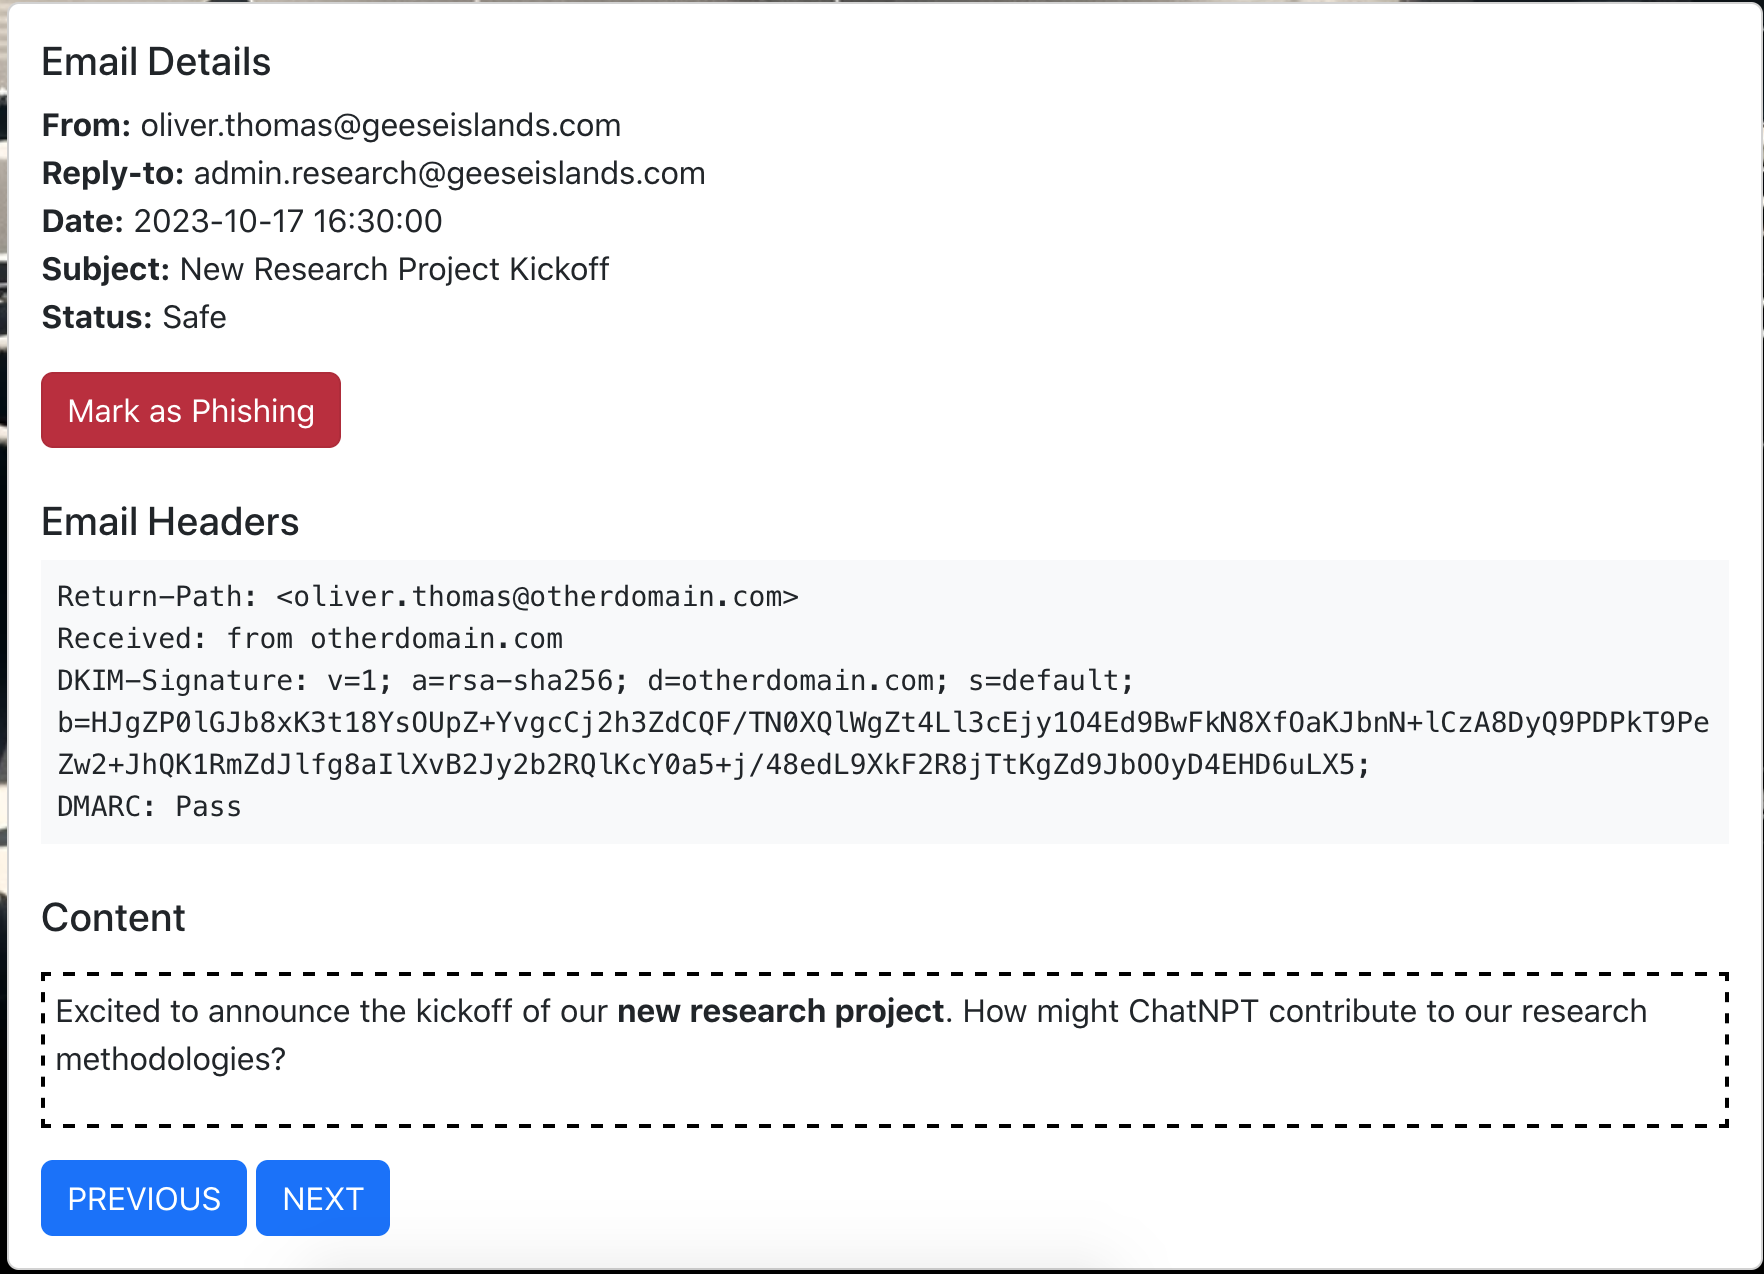 Email Details
From: oliver.thomas@geeseislands.com
Reply-to: admin.research@geeseislands.com
Date: 2023-10-17 16:30:00
Subject: New Research Project Kickoff
Status: Safe
Mark as Phishing
Email Headers
Return-Path: <oliver.thomas@otherdomain.com>
Received: from otherdomain.com
DKIM-Signature: v=1; a=rsa-sha256; d=otherdomain.com; s=default;
b=HJgZP0lGJb8xK3t18YsOUpZ+YvgcCj2h3ZdCQF/TN0XQlWgZt4Ll3cEjy1O4Ed9BwFkN8XfOaKJbnN+lCzA8DyQ9PDPkT9Pe
Zw2+JhQK1RmZdJlfg8aIlXvB2Jy2b2RQlKcY0a5+j/48edL9XkF2R8jTtKgZd9JbOOyD4EHD6uLX5;
DMARC: Pass
Content
Excited to announce the kickoff of our new research project. How might ChatNPT contribute to our research
methodologies?
PREVIOUS NEXT